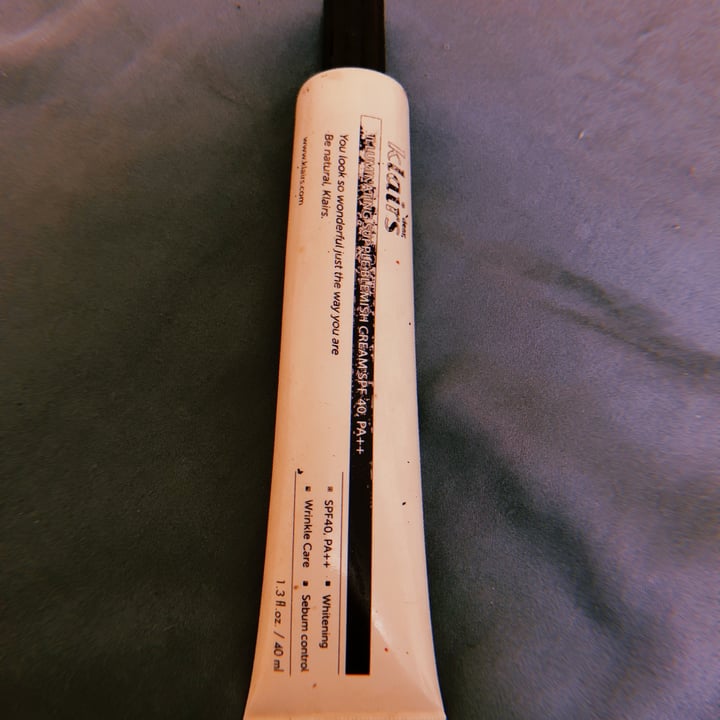 klairs
ILLUMINATING SUPPLE BLEMISH CREAM SPF 40, PA++
You look so wonderful just the way you are
Be natural, Klairs.
www.klairs.com
SPF40, PA++ ▪ Whitening
▪ Wrinkle Care ▪ Sebum control
1.3 fl.oz. / 40 ml